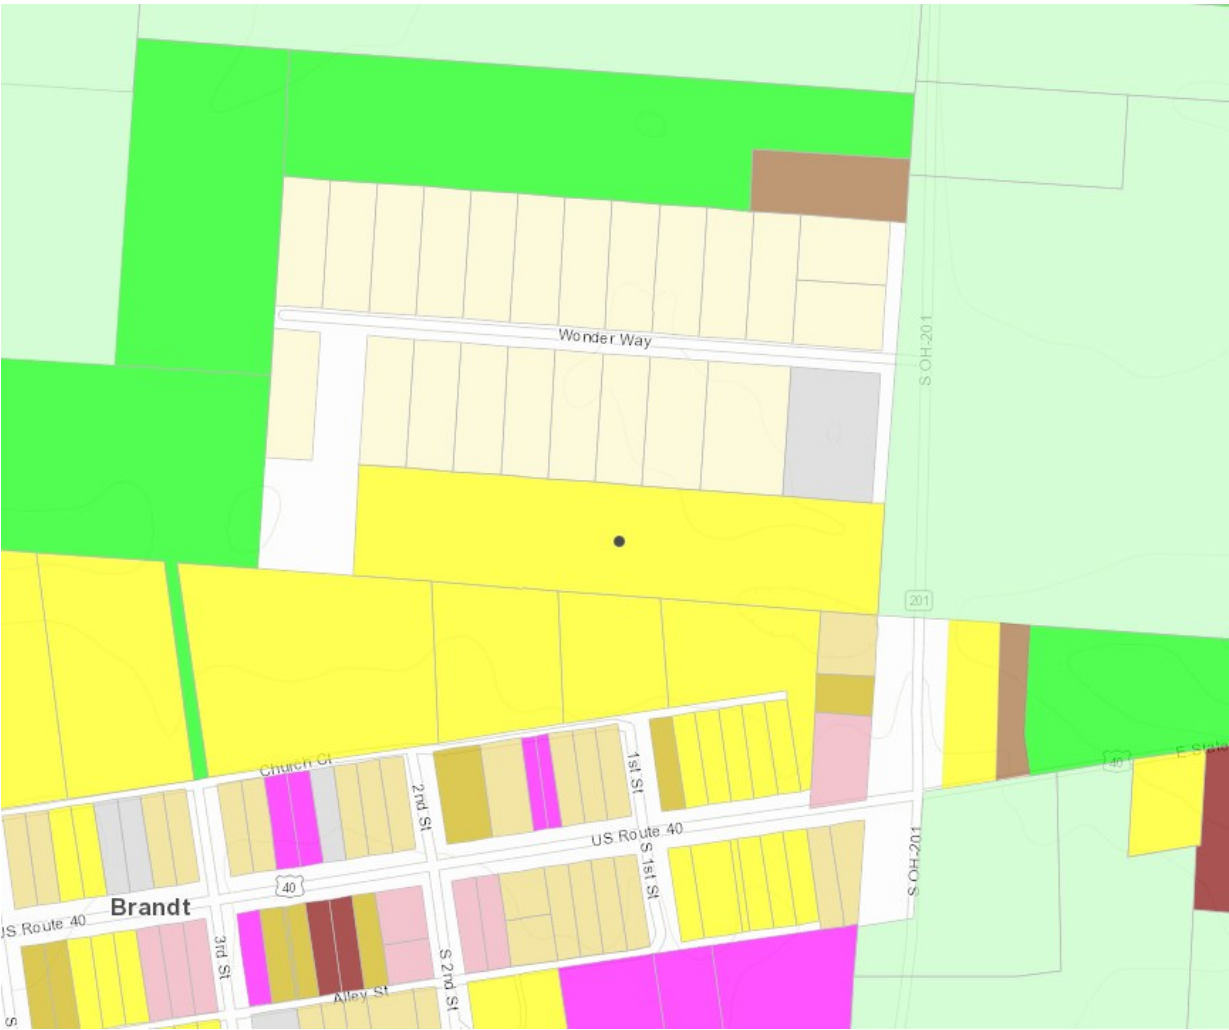 Wonder Way
S OH-201
201
40
E State
Church Ct
1st St
2nd St
US Route 40
S 1st St
S OH-201
40
Brandt
US Route 40
3rd St
S 2nd St
Alley St
S